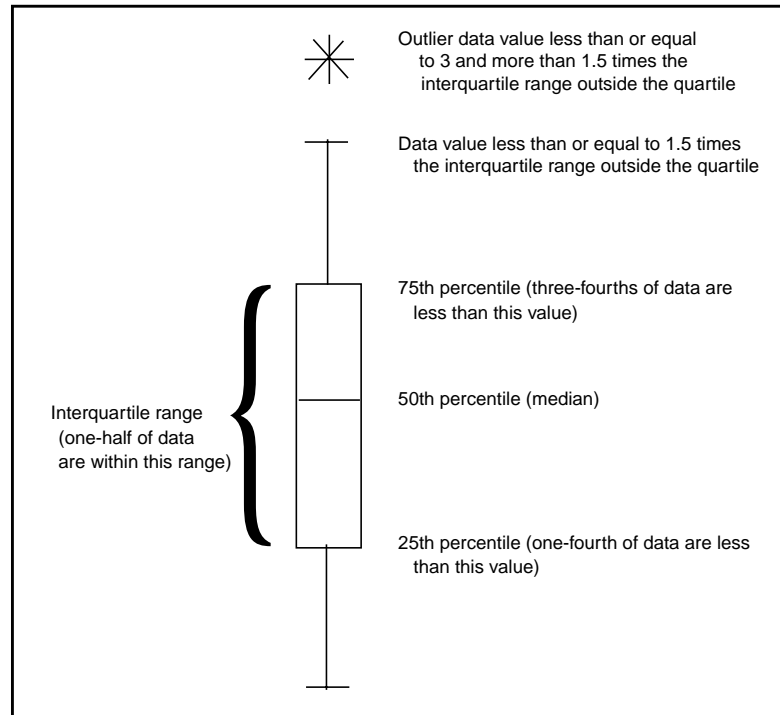 Outlier data value less than or equal
to 3 and more than 1.5 times the
interquartile range outside the quartile
Data value less than or equal to 1.5 times
the interquartile range outside the quartile
75th percentile (three-fourths of data are
less than this value)
50th percentile (median)
Interquartile range
(one-half of data
are within this range)
25th percentile (one-fourth of data are less
than this value)